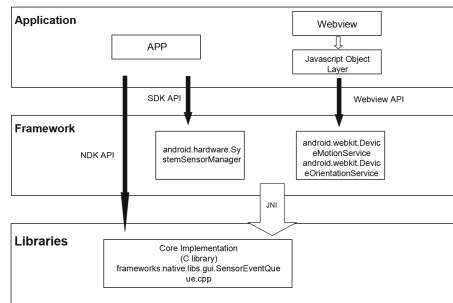 Application
Webview
APP
Javascript Object
Layer
SDK API
Webview API
Framework
NDK API
android.hardware.Sy
stemSensorManager
android.webkit.Devic
eMotionService
android.webkit.Devic
eOrientationService
JNI
Libraries
Core Implementation
(C library)
frameworks.native.libs.gui.SensorEventQue
ue.cpp